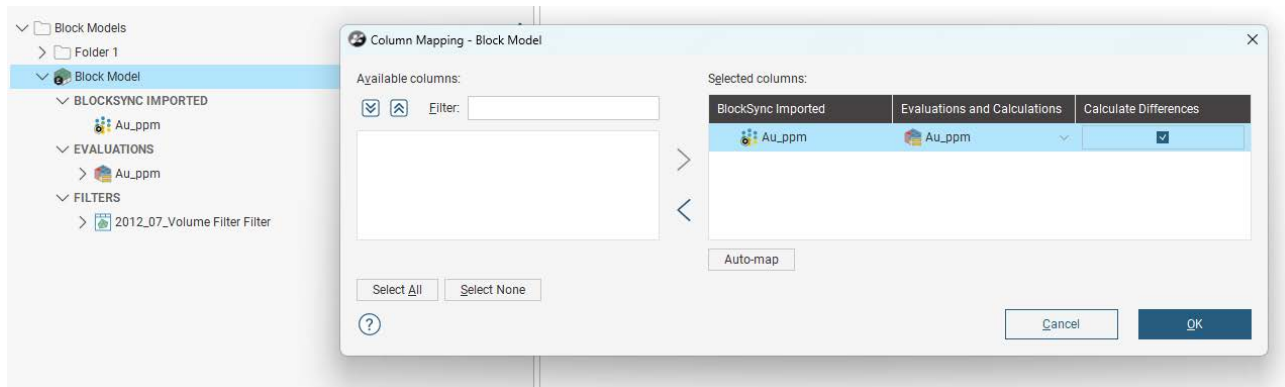 Block Models
Folder 1
Block Model
BLOCKSYNC IMPORTED
Au_ppm
EVALUATIONS
Au_ppm
FILTERS
2012_07_Volume Filter Filter
Column Mapping - Block Model
Available columns:
Filter:
Select All Select None
Selected columns:
BlockSync Imported Evaluations and Calculations Calculate Differences
Au_ppm Au_ppm
Auto-map
?
Cancel OK